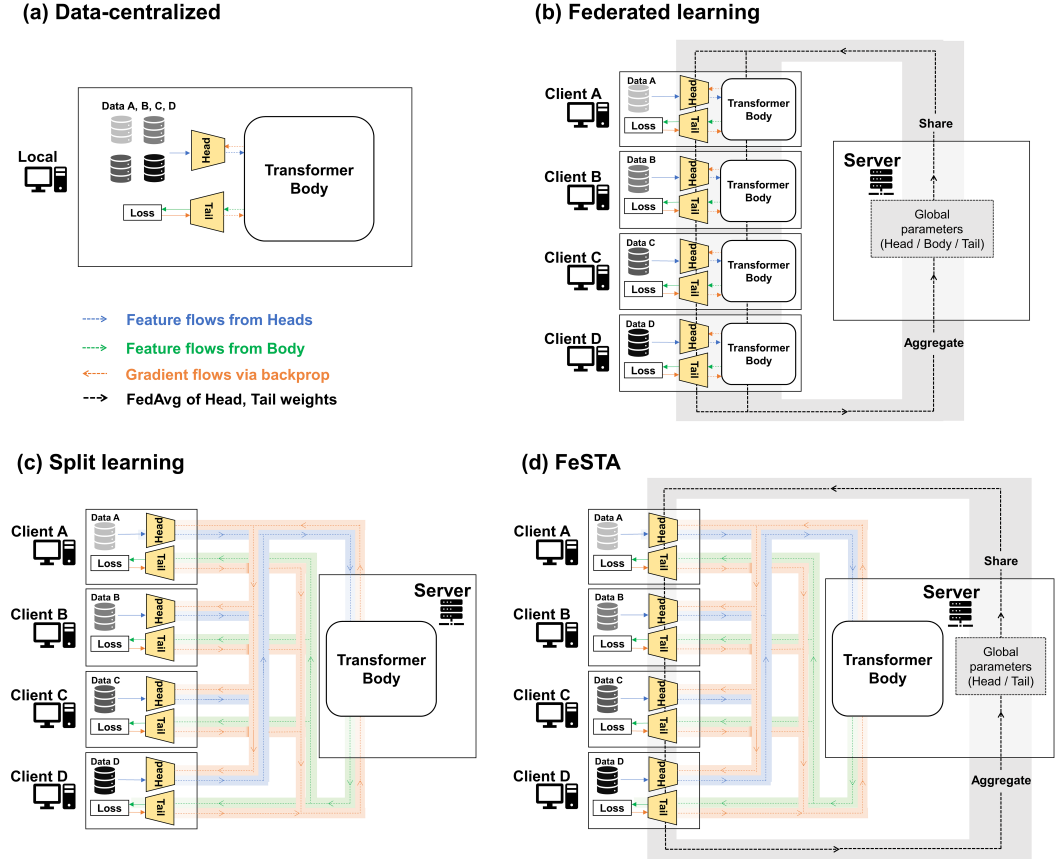 (a) Data-centralized
Data A, B, C, D
Local
Head
Transformer
Body
Loss
Tail
Feature flows from Heads
Feature flows from Body
Gradient flows via backprop
FedAvg of Head, Tail weights
(b) Federated learning
Client A
Data A
Head
Loss
Tail
Transformer
Body
Client B
Data B
Head
Loss
Tail
Transformer
Body
Client C
Data C
Head
Loss
Tail
Transformer
Body
Client D
Data D
Head
Loss
Tail
Transformer
Body
Share
Server
Global
parameters
(Head / Body / Tail)
Aggregate
(c) Split learning
Client A
Data A
Head
Loss
Tail
Client B
Data B
Head
Loss
Tail
Client C
Data C
Head
Loss
Tail
Client D
Data D
Head
Loss
Tail
Server
Transformer
Body
(d) FeSTA
Client A
Data A
Head
Loss
Tail
Client B
Data B
Head
Loss
Tail
Client C
Data C
Head
Loss
Tail
Client D
Data D
Head
Loss
Tail
Share
Server
Transformer
Body
Global
parameters
(Head / Tail)
Aggregate